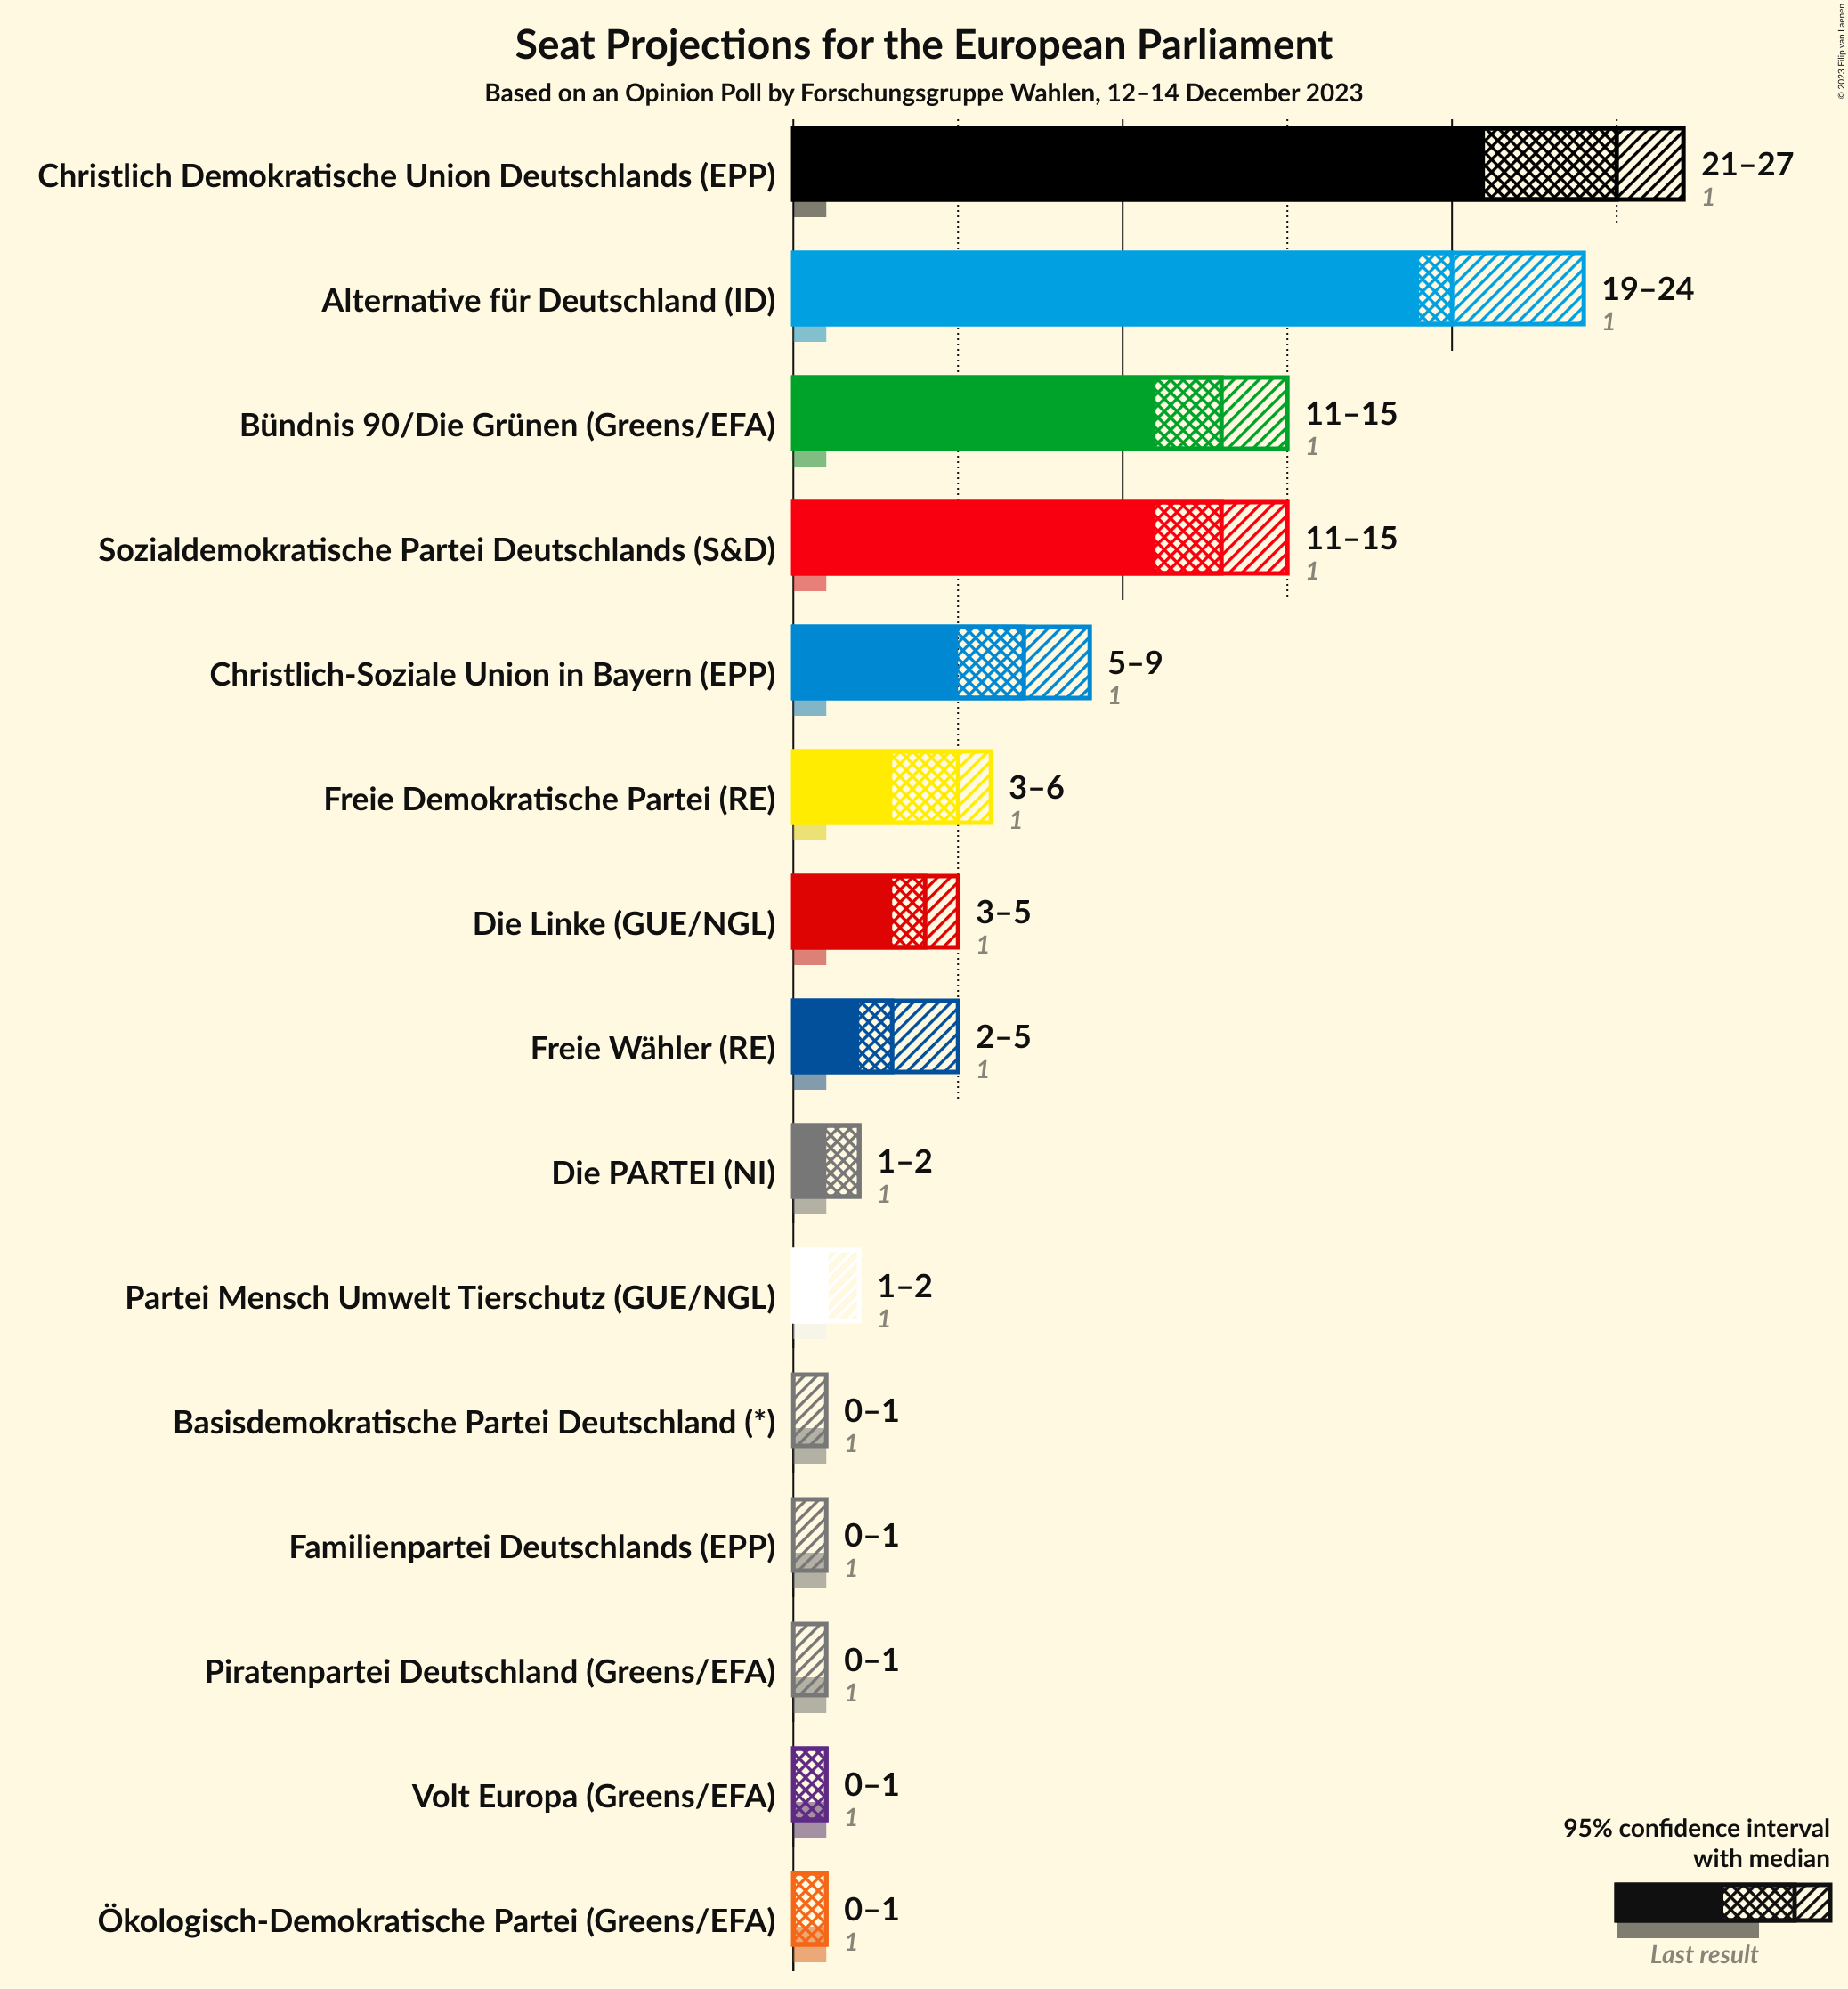 Seat Projections for the European Parliament
Based on an Opinion Poll by Forschungsgruppe Wahlen, 12–14 December 2023
© 2023 Filip van Laenen
Christlich Demokratische Union Deutschlands (EPP)
21–27
1
Alternative für Deutschland (ID)
19–24
1
Bündnis 90/Die Grünen (Greens/EFA)
11–15
1
Sozialdemokratische Partei Deutschlands (S&D)
11–15
1
Christlich-Soziale Union in Bayern (EPP)
5–9
1
Freie Demokratische Partei (RE)
3–6
1
Die Linke (GUE/NGL)
3–5
1
Freie Wähler (RE)
2–5
1
Die PARTEI (NI)
1–2
1
Partei Mensch Umwelt Tierschutz (GUE/NGL)
1–2
1
Basisdemokratische Partei Deutschland (*)
0–1
1
Familienpartei Deutschlands (EPP)
0–1
1
Piratenpartei Deutschland (Greens/EFA)
0–1
1
Volt Europa (Greens/EFA)
0–1
1
Ökologisch-Demokratische Partei (Greens/EFA)
0–1
1
95% confidence interval
with median
Last result